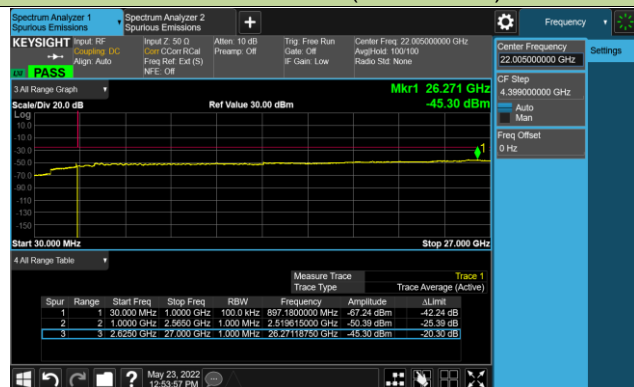 Spectrum Analyzer 1
Spurious Emissions
Spectrum Analyzer 2
Spurious Emissions
+
Frequency
KEYSIGHT
Input: RF
Coupling: DC
Align: Auto
Input Z: 50 Ω
Corr CCorr RCal
Freq Ref: Ext (S)
NFE: Off
Atten: 10 dB
Preamp: Off
Trig: Free Run
Gate: Off
IF Gain: Low
Center Freq: 22.005000000 GHz
Avg|Hold: 100/100
Radio Std: None
LXI
PASS
Center Frequency
22.005000000 GHz
Settings
CF Step
4.399000000 GHz
Auto
Man
Freq Offset
0 Hz
3 All Range Graph
Mkr1 26.271 GHz
Scale/Div 20.0 dB
Ref Value 30.00 dBm
-45.30 dBm
Log
10.0
-10.0
-30.0
-50.0
-70.0
-90.0
-110
-130
-150
1
Start 30.000 MHz
Stop 27.000 GHz
4 All Range Table
Measure Trace
Trace 1
Trace Type
Trace Average (Active)
Spur Range Start Freq Stop Freq RBW Frequency Amplitude ΔLimit
1 1 30.000 MHz 1.0000 GHz 100.0 kHz 897.1800000 MHz -67.24 dBm -42.24 dB
2 2 1.0000 GHz 2.5650 GHz 1.000 MHz 2.519615000 GHz -50.39 dBm -25.39 dB
3 3 2.6250 GHz 27.000 GHz 1.000 MHz 26.27118750 GHz -45.30 dBm -20.30 dB
?
May 23, 2022
12:53:57 PM